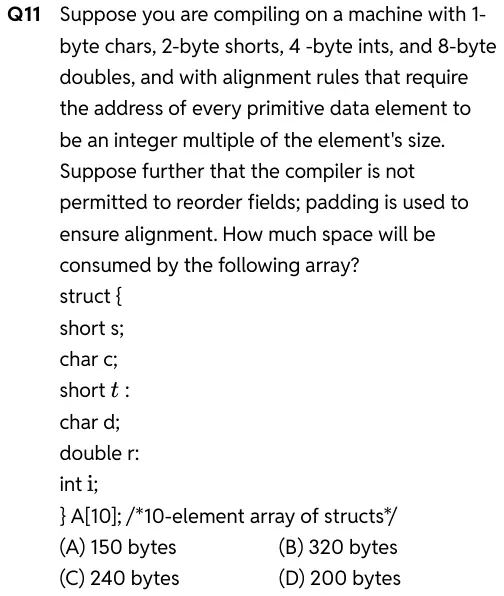 Q11 Suppose you are compiling on a machine with 1-
byte chars, 2-byte shorts, 4 -byte ints, and 8-byte
doubles, and with alignment rules that require
the address of every primitive data element to
be an integer multiple of the element's size.
Suppose further that the compiler is not
permitted to reorder fields; padding is used to
ensure alignment. How much space will be
consumed by the following array?
struct {
short s;
char c;
short t :
char d;
double r:
int i;
} A[10]; /*10-element array of structs*/
(A) 150 bytes (B) 320 bytes
(C) 240 bytes (D) 200 bytes